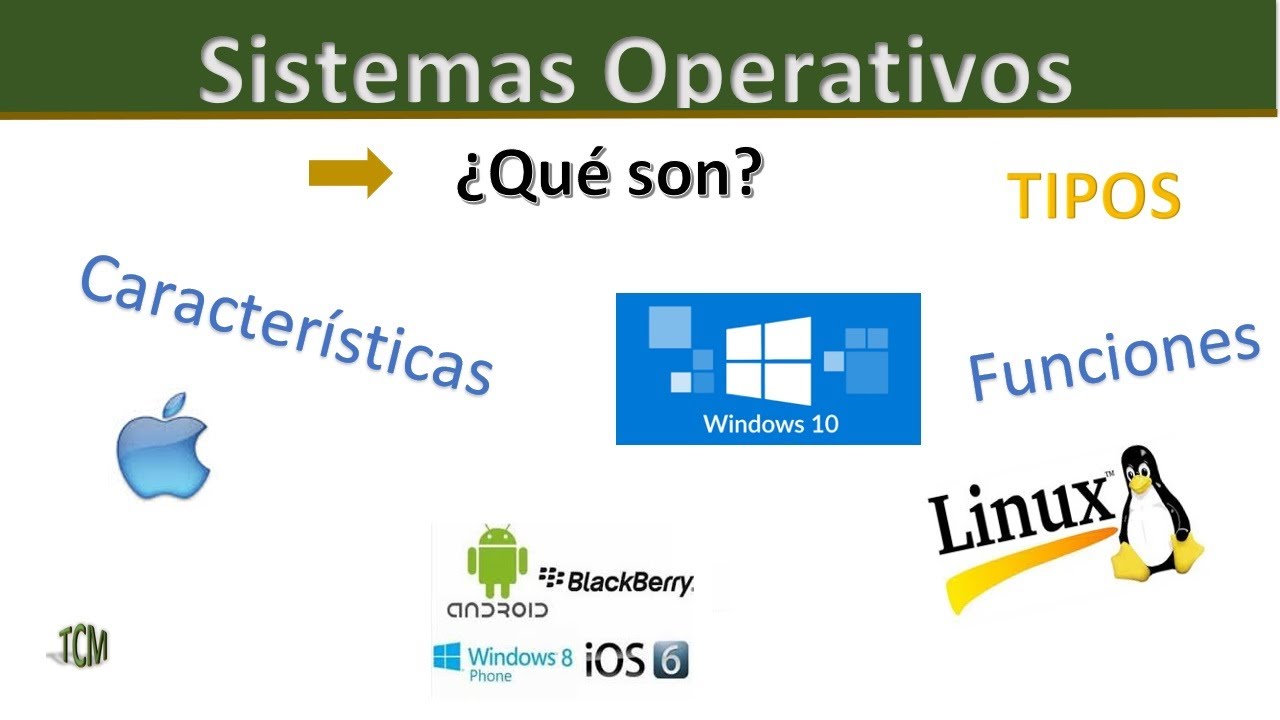 Sistemas Operativos
¿Qué son?
TIPOS
Características
Funciones
Windows 10
Linux™
ANDROID
BlackBerry
Windows 8
Phone
iOS 6
TCM